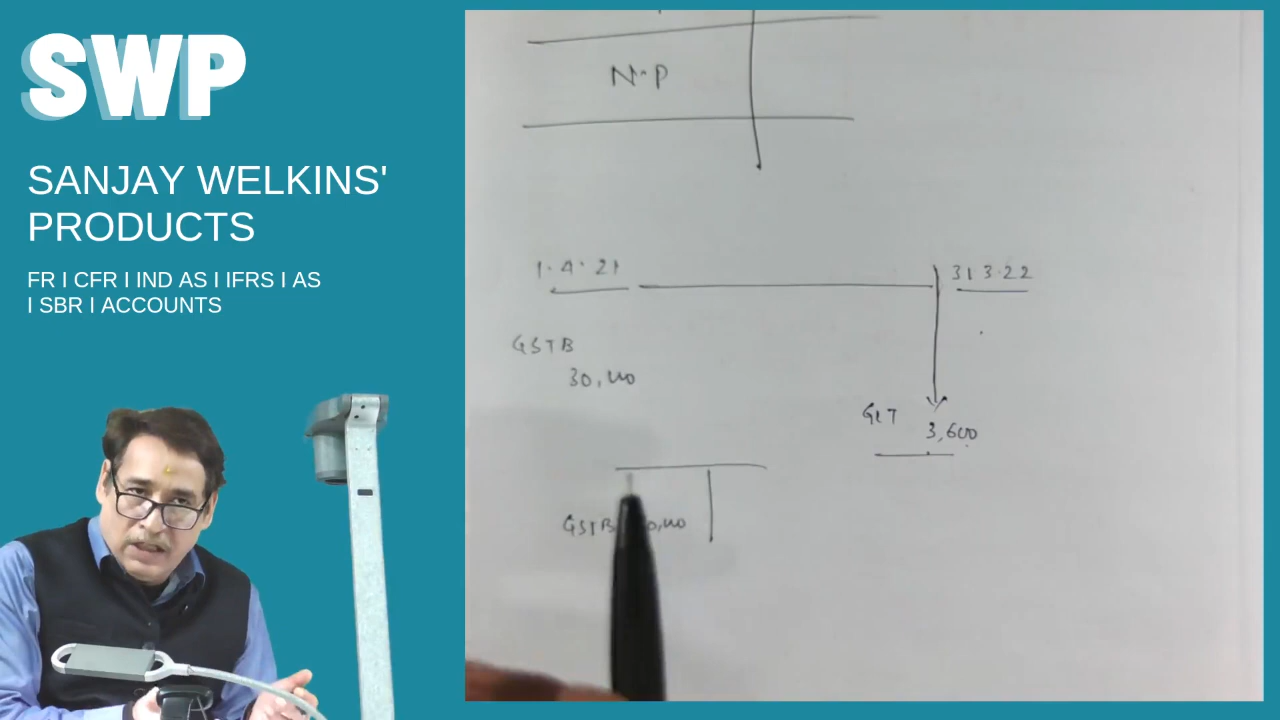 SWP
SANJAY WELKINS'
PRODUCTS
FR I CFR I IND AS I IFRS I AS
I SBR I ACCOUNTS
N.P
1.4.21
31.3.22
GSTB
30,000
GLT
3,600
GSTB